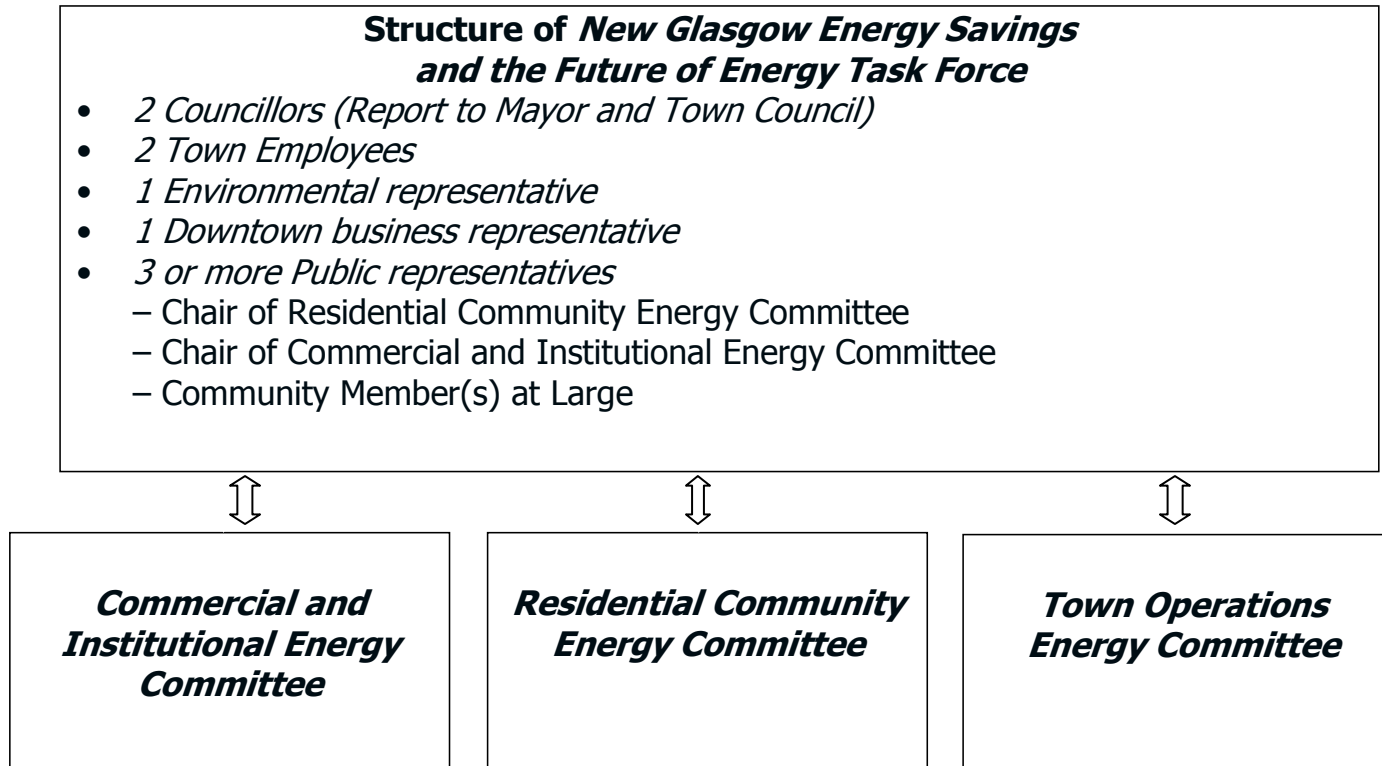 Structure of New Glasgow Energy Savings
and the Future of Energy Task Force
• 2 Councillors (Report to Mayor and Town Council)
• 2 Town Employees
• 1 Environmental representative
• 1 Downtown business representative
• 3 or more Public representatives
– Chair of Residential Community Energy Committee
– Chair of Commercial and Institutional Energy Committee
– Community Member(s) at Large
Commercial and
Institutional Energy
Committee
Residential Community
Energy Committee
Town Operations
Energy Committee